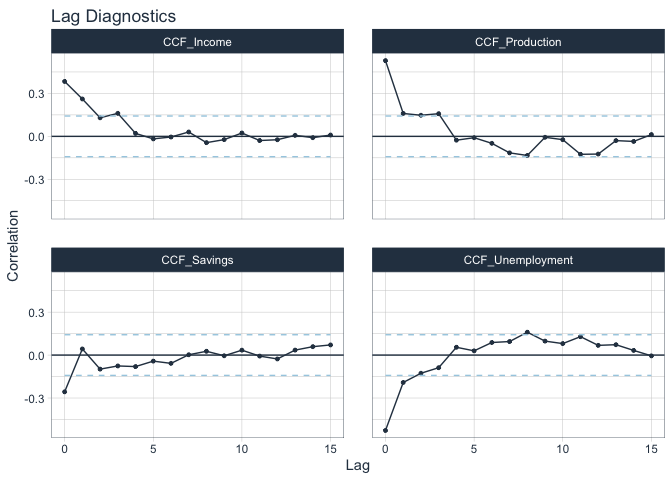 Lag Diagnostics
CCF_Income
CCF_Production
0.3
0.0
-0.3
CCF_Savings
CCF_Unemployment
0.3
0.0
-0.3
0
5
10
15
0
5
10
15
Correlation
Lag